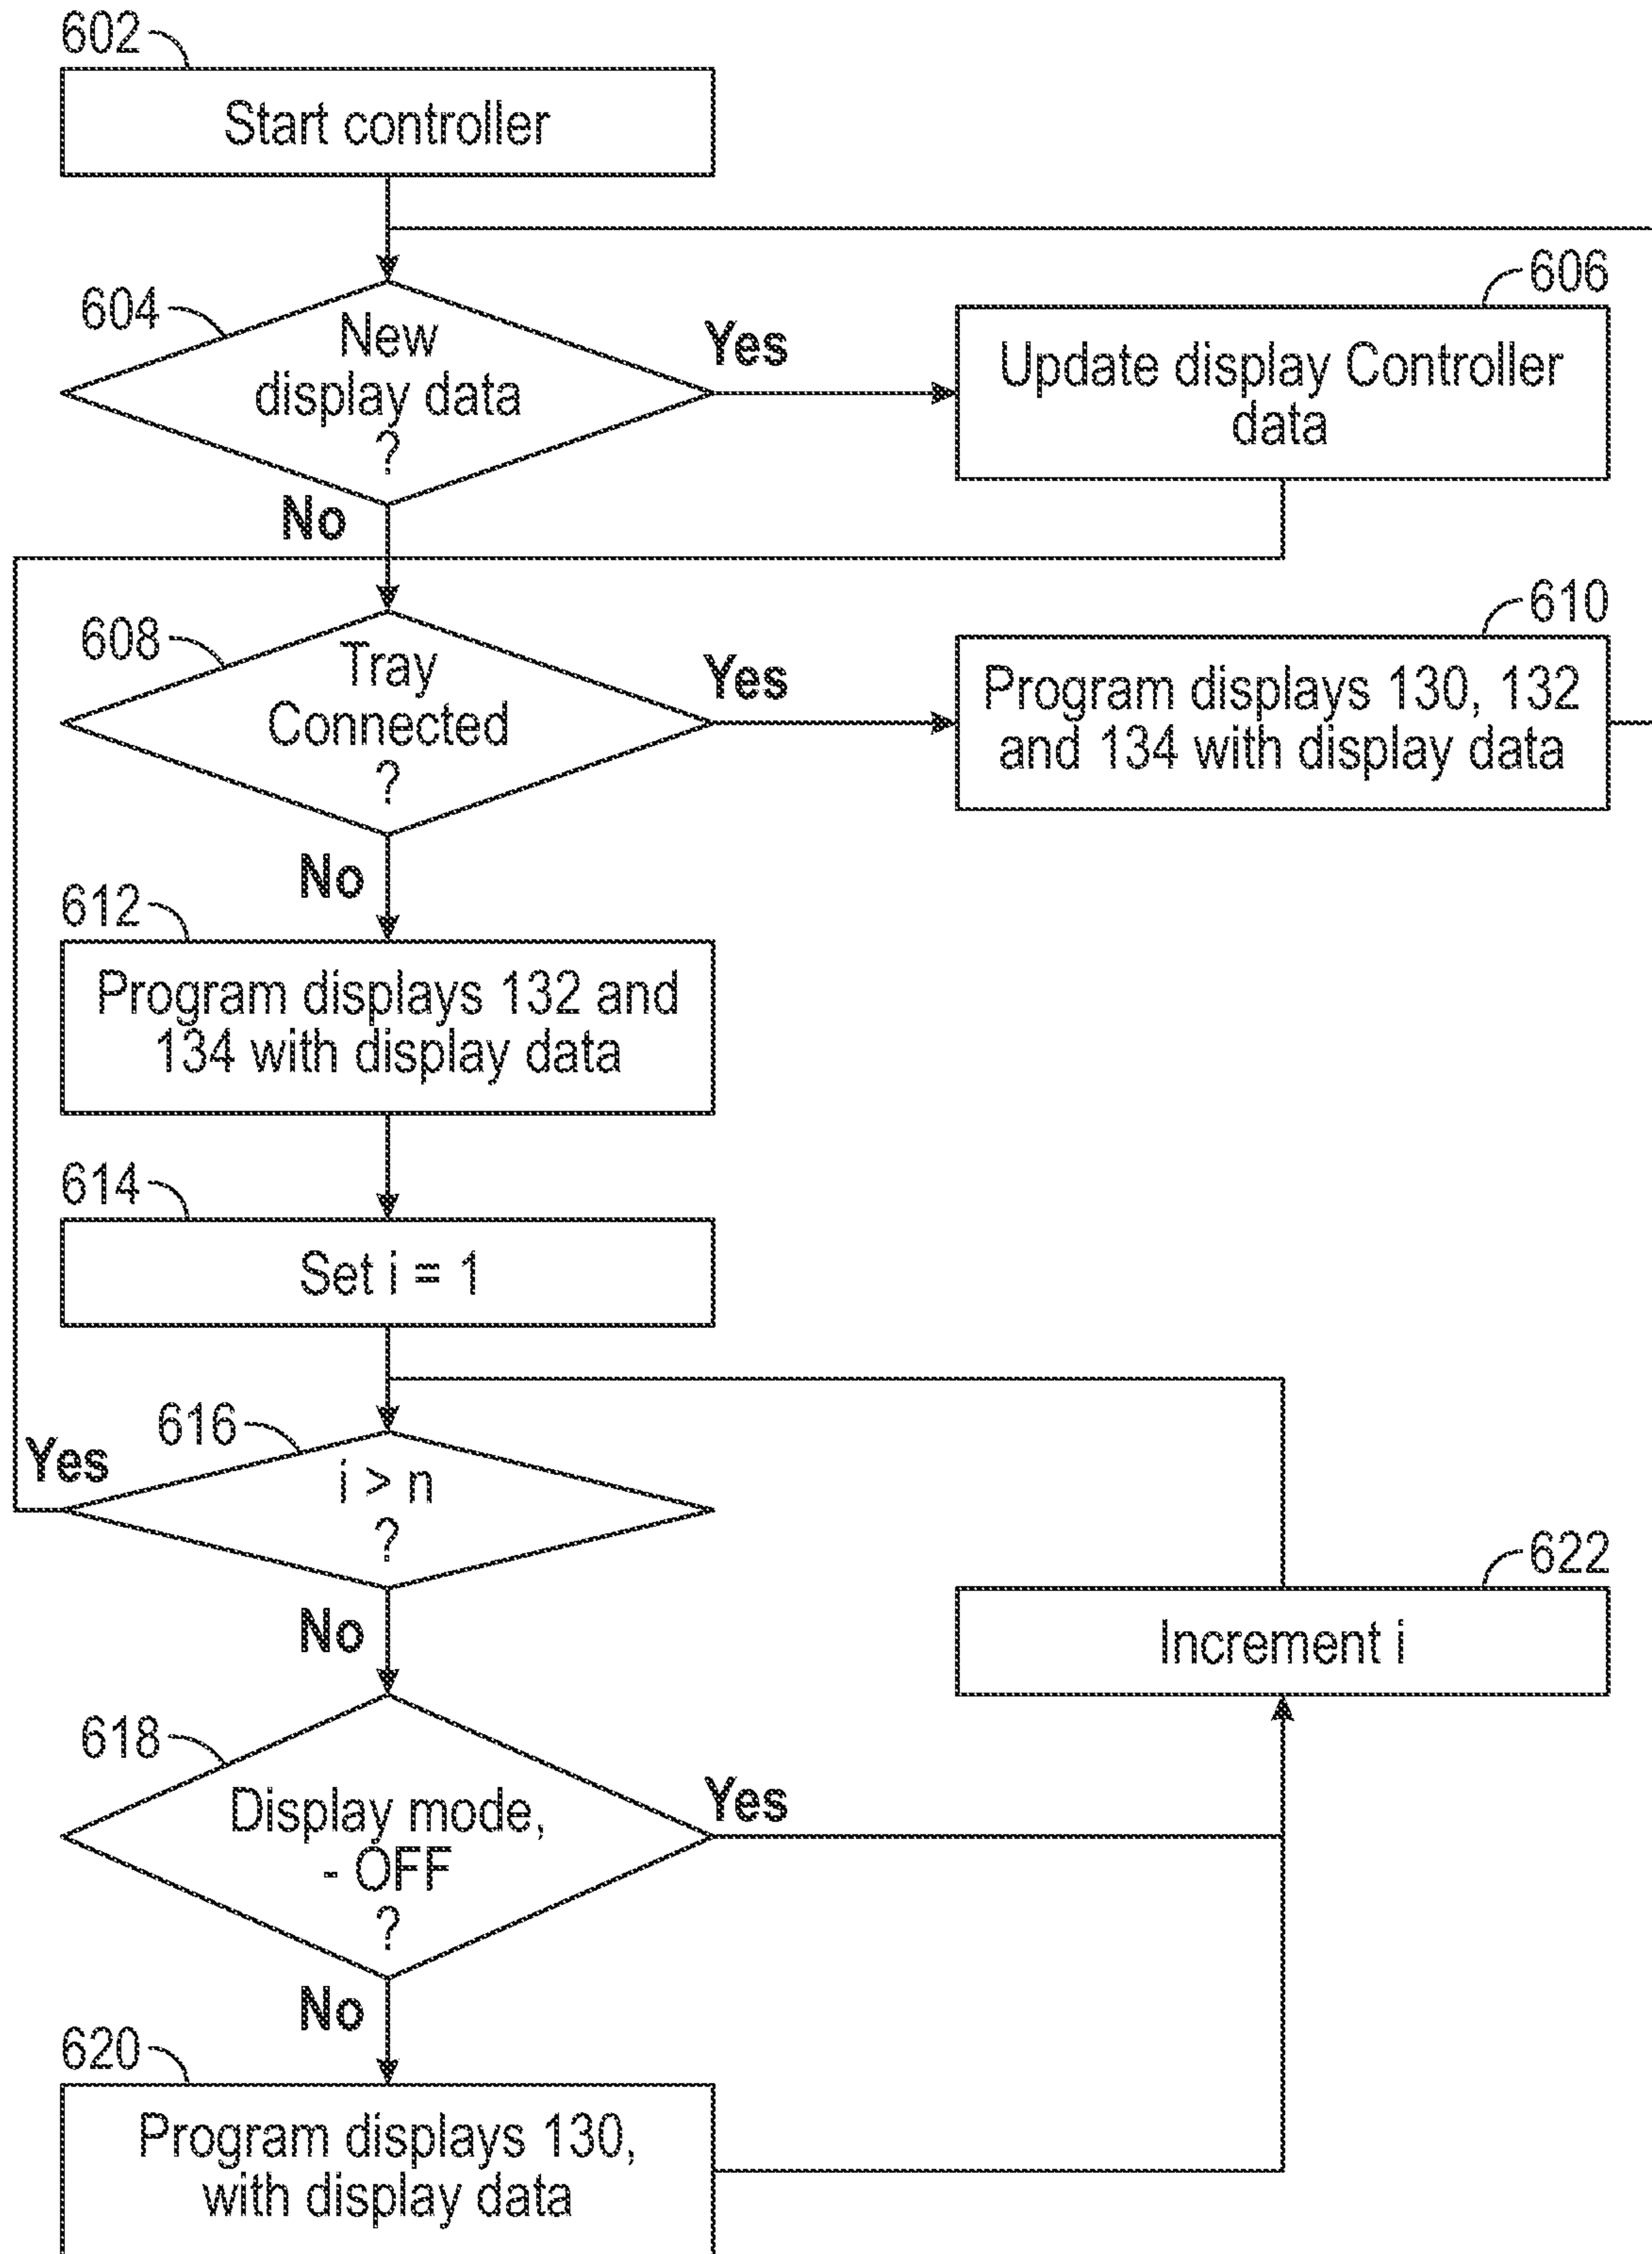 602
Start controller
604
New
display data
?
Yes
606
Update display Controller
data
No
608
Tray
Connected
?
Yes
610
Program displays 130, 132
and 134 with display data
No
612
Program displays 132 and
134 with display data
614
Set i = 1
616
Yes
i > n
?
No
622
Increment i
618
Display mode,
- OFF
?
Yes
No
620
Program displays 130,
with display data